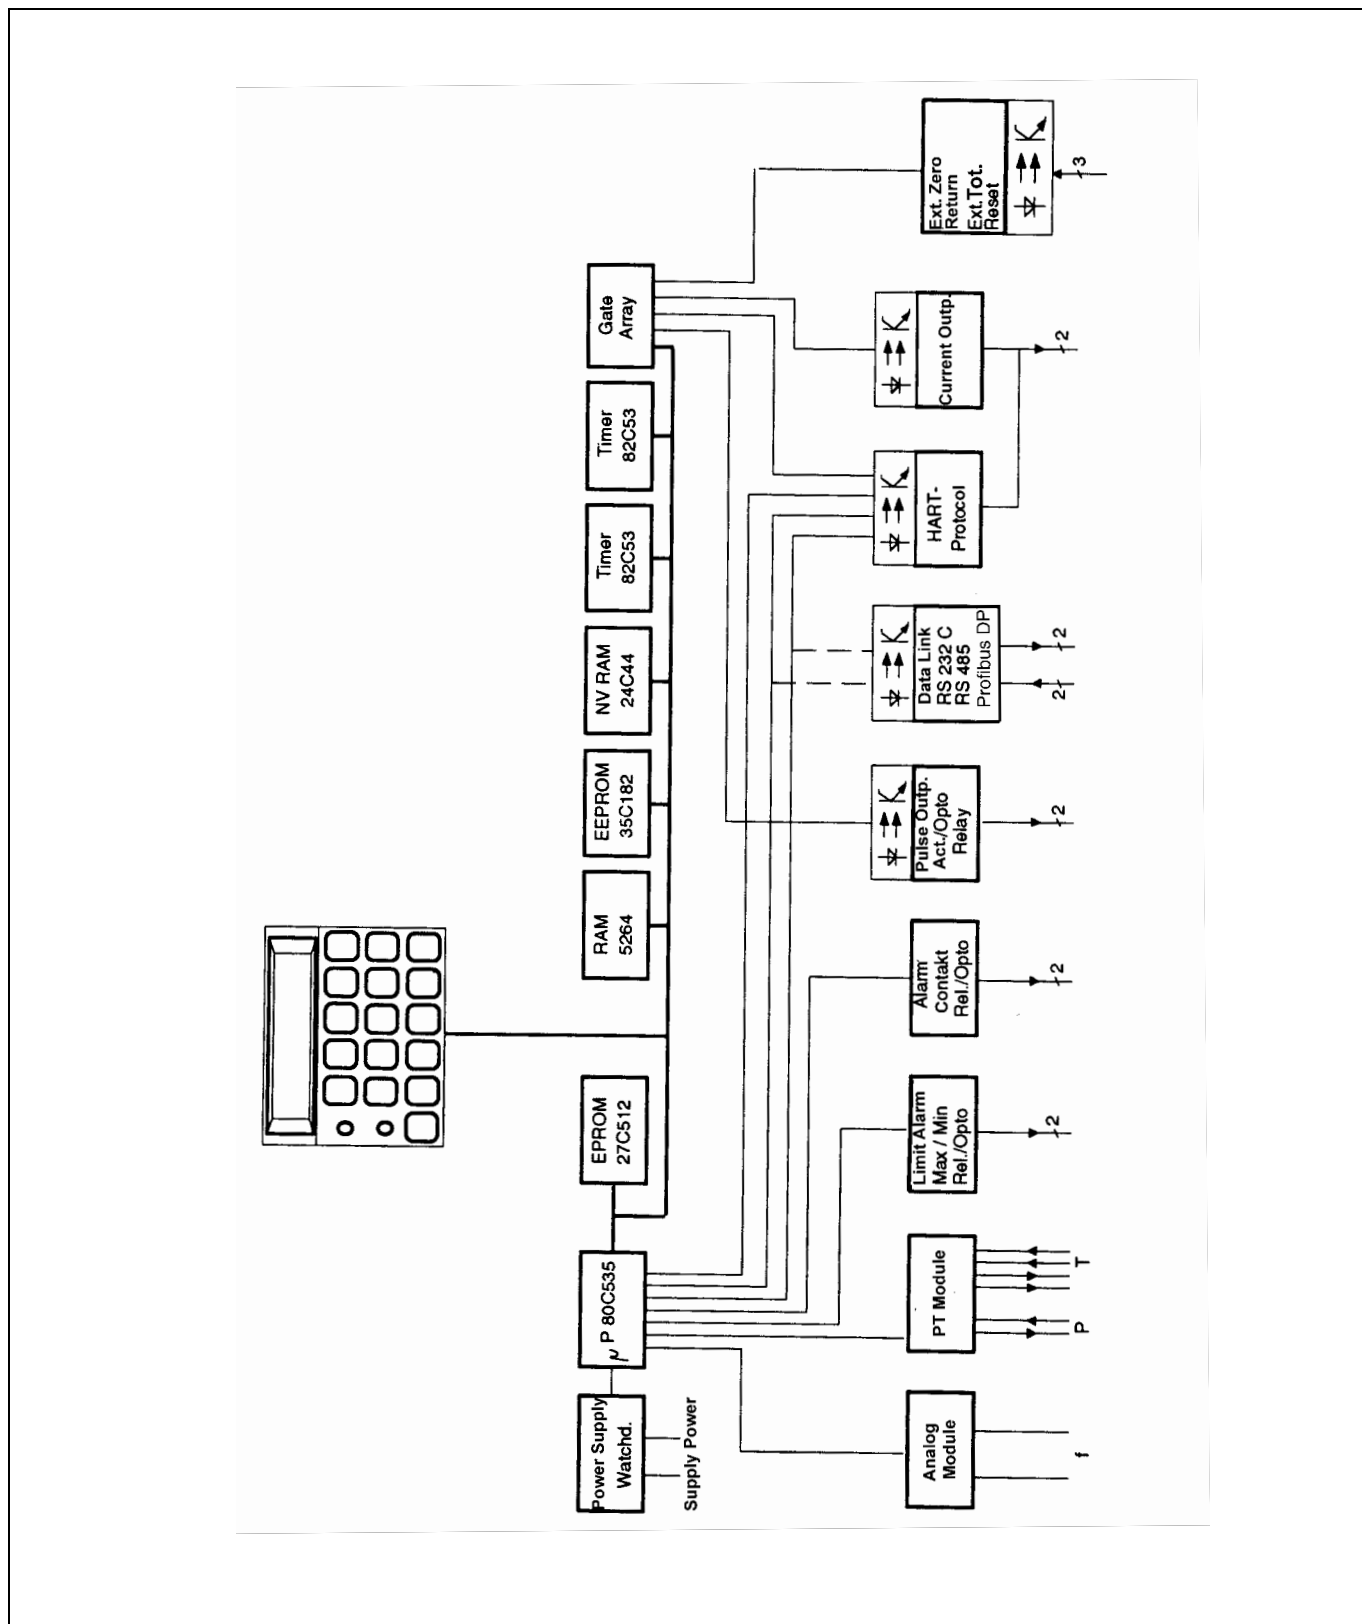 Power Supply
Watchd.
Supply Power
µP 80C535
EPROM
27C512
RAM
5264
EEPROM
35C182
NV RAM
24C44
Timer
82C53
Timer
82C53
Gate
Array
Analog
Module
f
PT Module
P
T
Limit Alarm
Max / Min
Rel./Opto
2
Alarm
Contakt
Rel./Opto
2
Pulse Outp.
Act./Opto
Relay
2
Data Link
RS 232 C
RS 485
Profibus DP
2
2
HART-
Protocol
Current Outp.
2
Ext. Zero
Return
Ext.Tot.
Reset
3